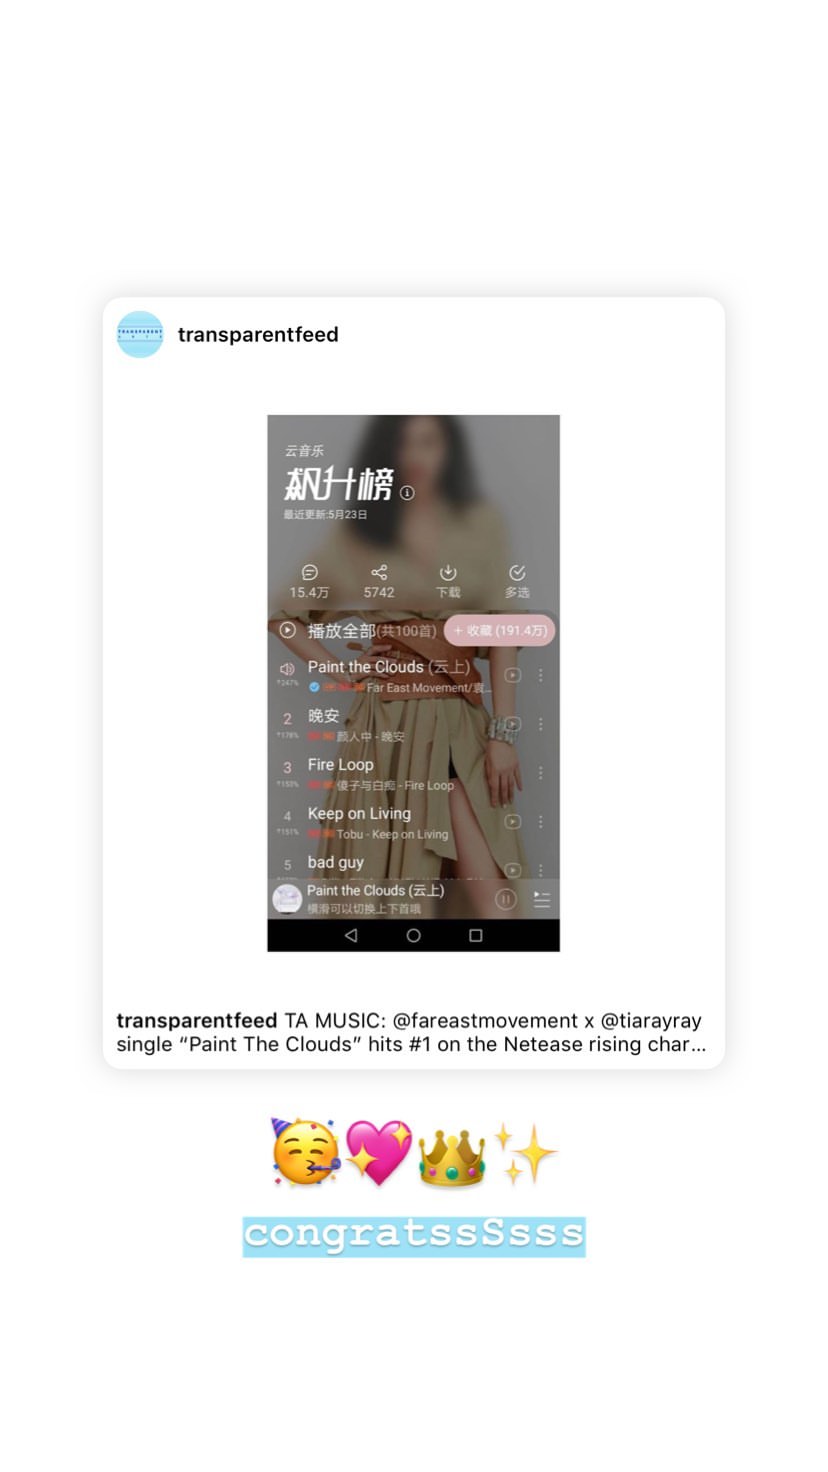 TRANSPARENT
transparentfeed
云音乐
飙升榜
最近更新:5月23日
15.4万 5742 下载 多选
播放全部(共100首) + 收藏 (191.4万)
Paint the Clouds (云上)
↑247% Far East Movement/袁...
2 晚安
↑178% 颜人中 - 晚安
3 Fire Loop
↑153% 傻子与白痴 - Fire Loop
4 Keep on Living
↑151% Tobu - Keep on Living
5 bad guy
Paint the Clouds (云上)
横滑可以切换上下首哦
transparentfeed TA MUSIC: @fareastmovement x @tiarayray
single “Paint The Clouds” hits #1 on the Netease rising char...
congratssSsss